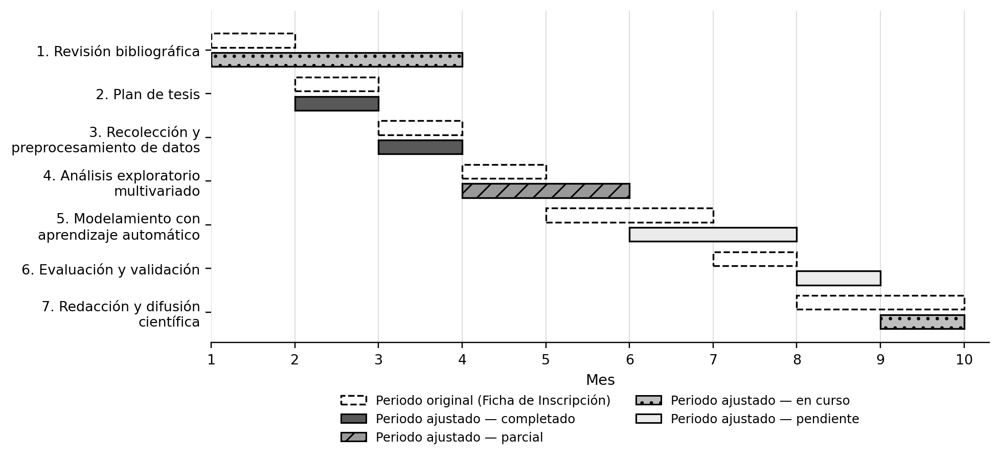 1. Revisión bibliográfica
2. Plan de tesis
3. Recolección y
preprocesamiento de datos
4. Análisis exploratorio
multivariado
5. Modelamiento con
aprendizaje automático
6. Evaluación y validación
7. Redacción y difusión
científica
1 2 3 4 5 6 7 8 9 10
Mes
Periodo original (Ficha de Inscripción)
Periodo ajustado — completado
Periodo ajustado — parcial
Periodo ajustado — en curso
Periodo ajustado — pendiente